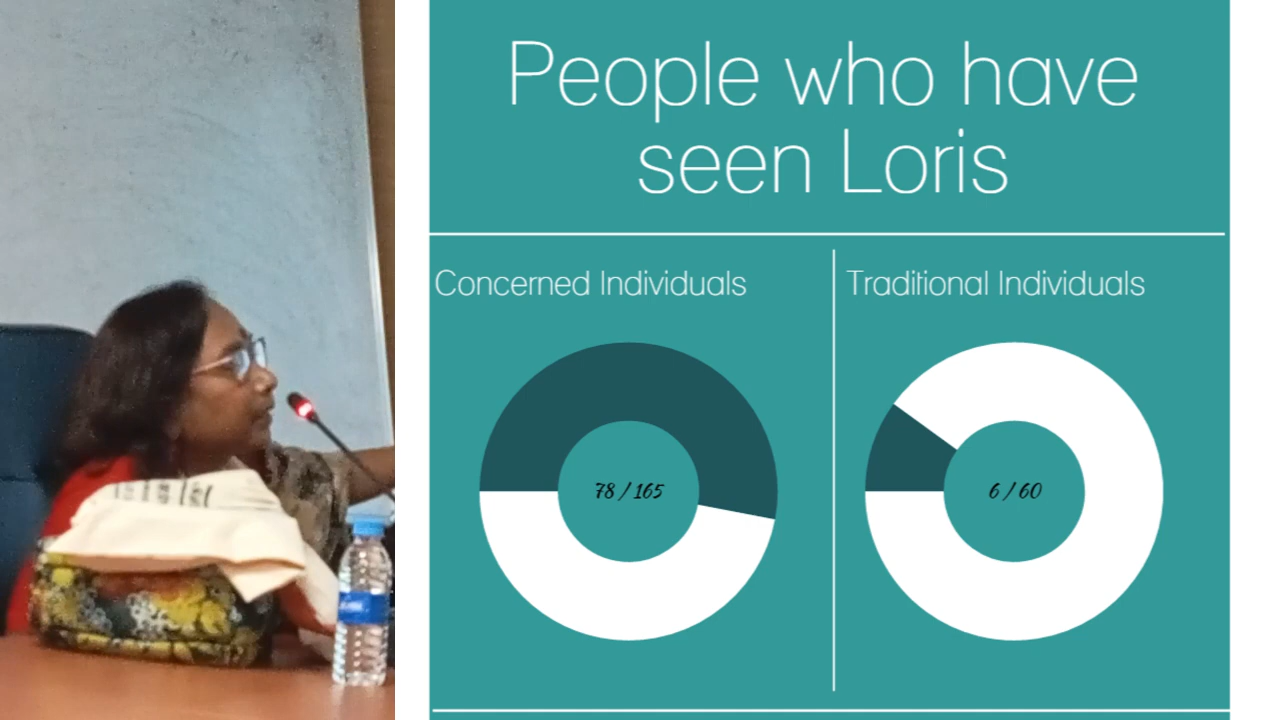 People who have
seen Loris
Concerned Individuals
Traditional Individuals
78 / 165
6 / 60